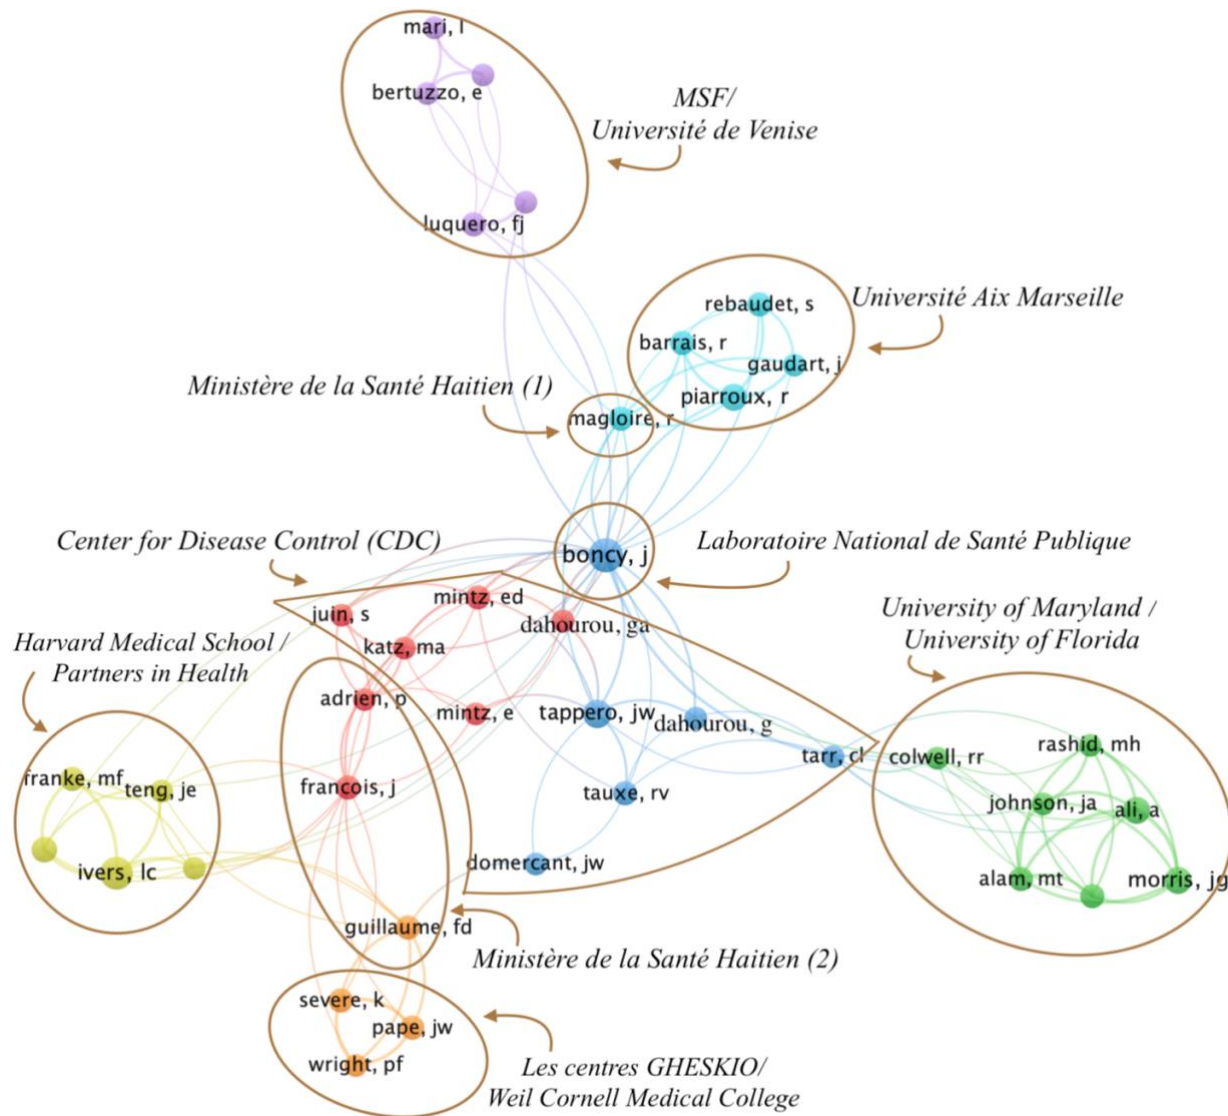 mari, l
bertuzzo, e
MSF/
Université de Venise
luquero, fj
rebaudet, s
Université Aix Marseille
barrais, r
gaudart, j
piarroux, r
Ministère de la Santé Haitien (1)
magloire, r
Center for Disease Control (CDC)
boncy, j
Laboratoire National de Santé Publique
mintz, ed
juin, s
dahourou, ga
katz, ma
University of Maryland /
University of Florida
Harvard Medical School /
Partners in Health
adrien, p
mintz, e
tappero, jw
dahourou, g
tarr, cl
colwell, rr
rashid, mh
franke, mf
teng, je
francois, j
tauxe, rv
johnson, ja
ali, a
ivers, lc
domercant, jw
alam, mt
morris, jg
guillaume, fd
Ministère de la Santé Haitien (2)
severe, k
pape, jw
wright, pf
Les centres GHESKIO/
Weil Cornell Medical College